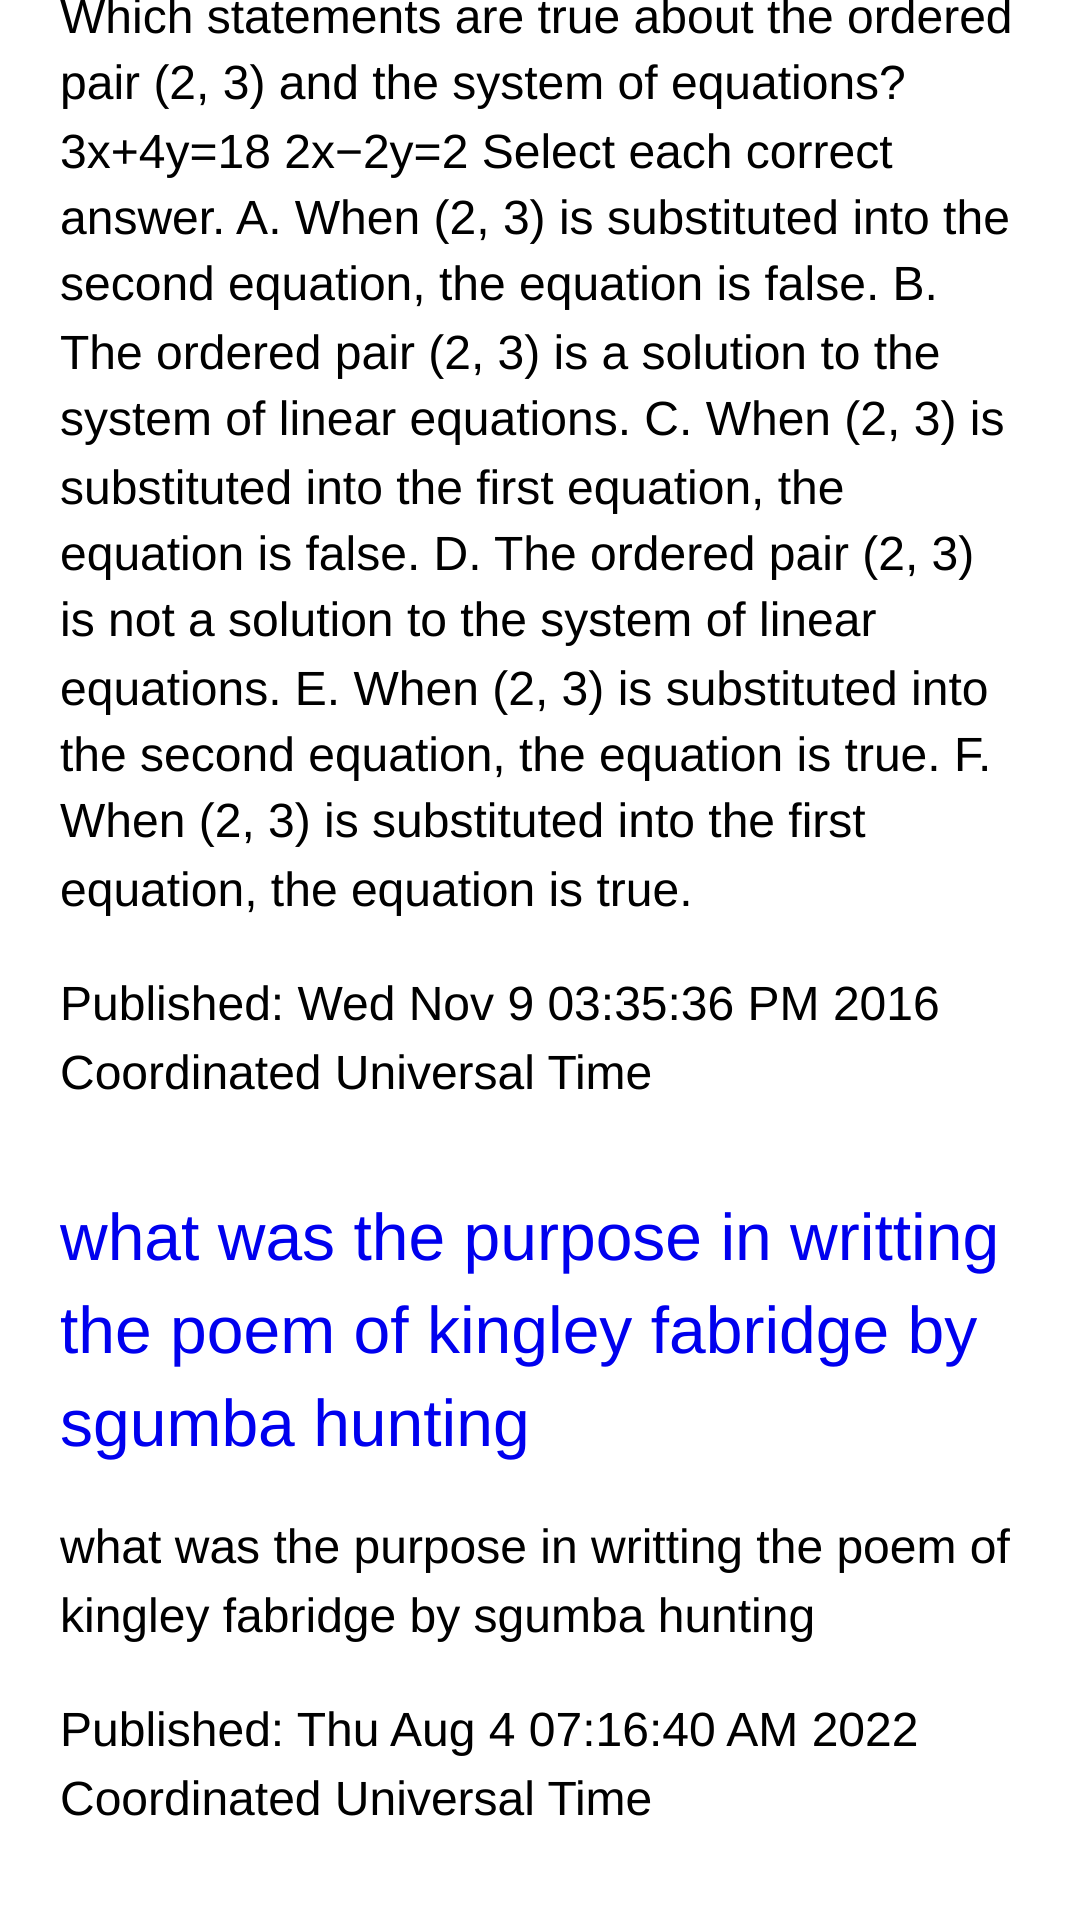 Which statements are true about the ordered
pair (2, 3) and the system of equations?
3x+4y=18 2x−2y=2 Select each correct
answer. A. When (2, 3) is substituted into the
second equation, the equation is false. B.
The ordered pair (2, 3) is a solution to the
system of linear equations. C. When (2, 3) is
substituted into the first equation, the
equation is false. D. The ordered pair (2, 3)
is not a solution to the system of linear
equations. E. When (2, 3) is substituted into
the second equation, the equation is true. F.
When (2, 3) is substituted into the first
equation, the equation is true.
Published: Wed Nov 9 03:35:36 PM 2016
Coordinated Universal Time
what was the purpose in writting
the poem of kingley fabridge by
sgumba hunting
what was the purpose in writting the poem of
kingley fabridge by sgumba hunting
Published: Thu Aug 4 07:16:40 AM 2022
Coordinated Universal Time